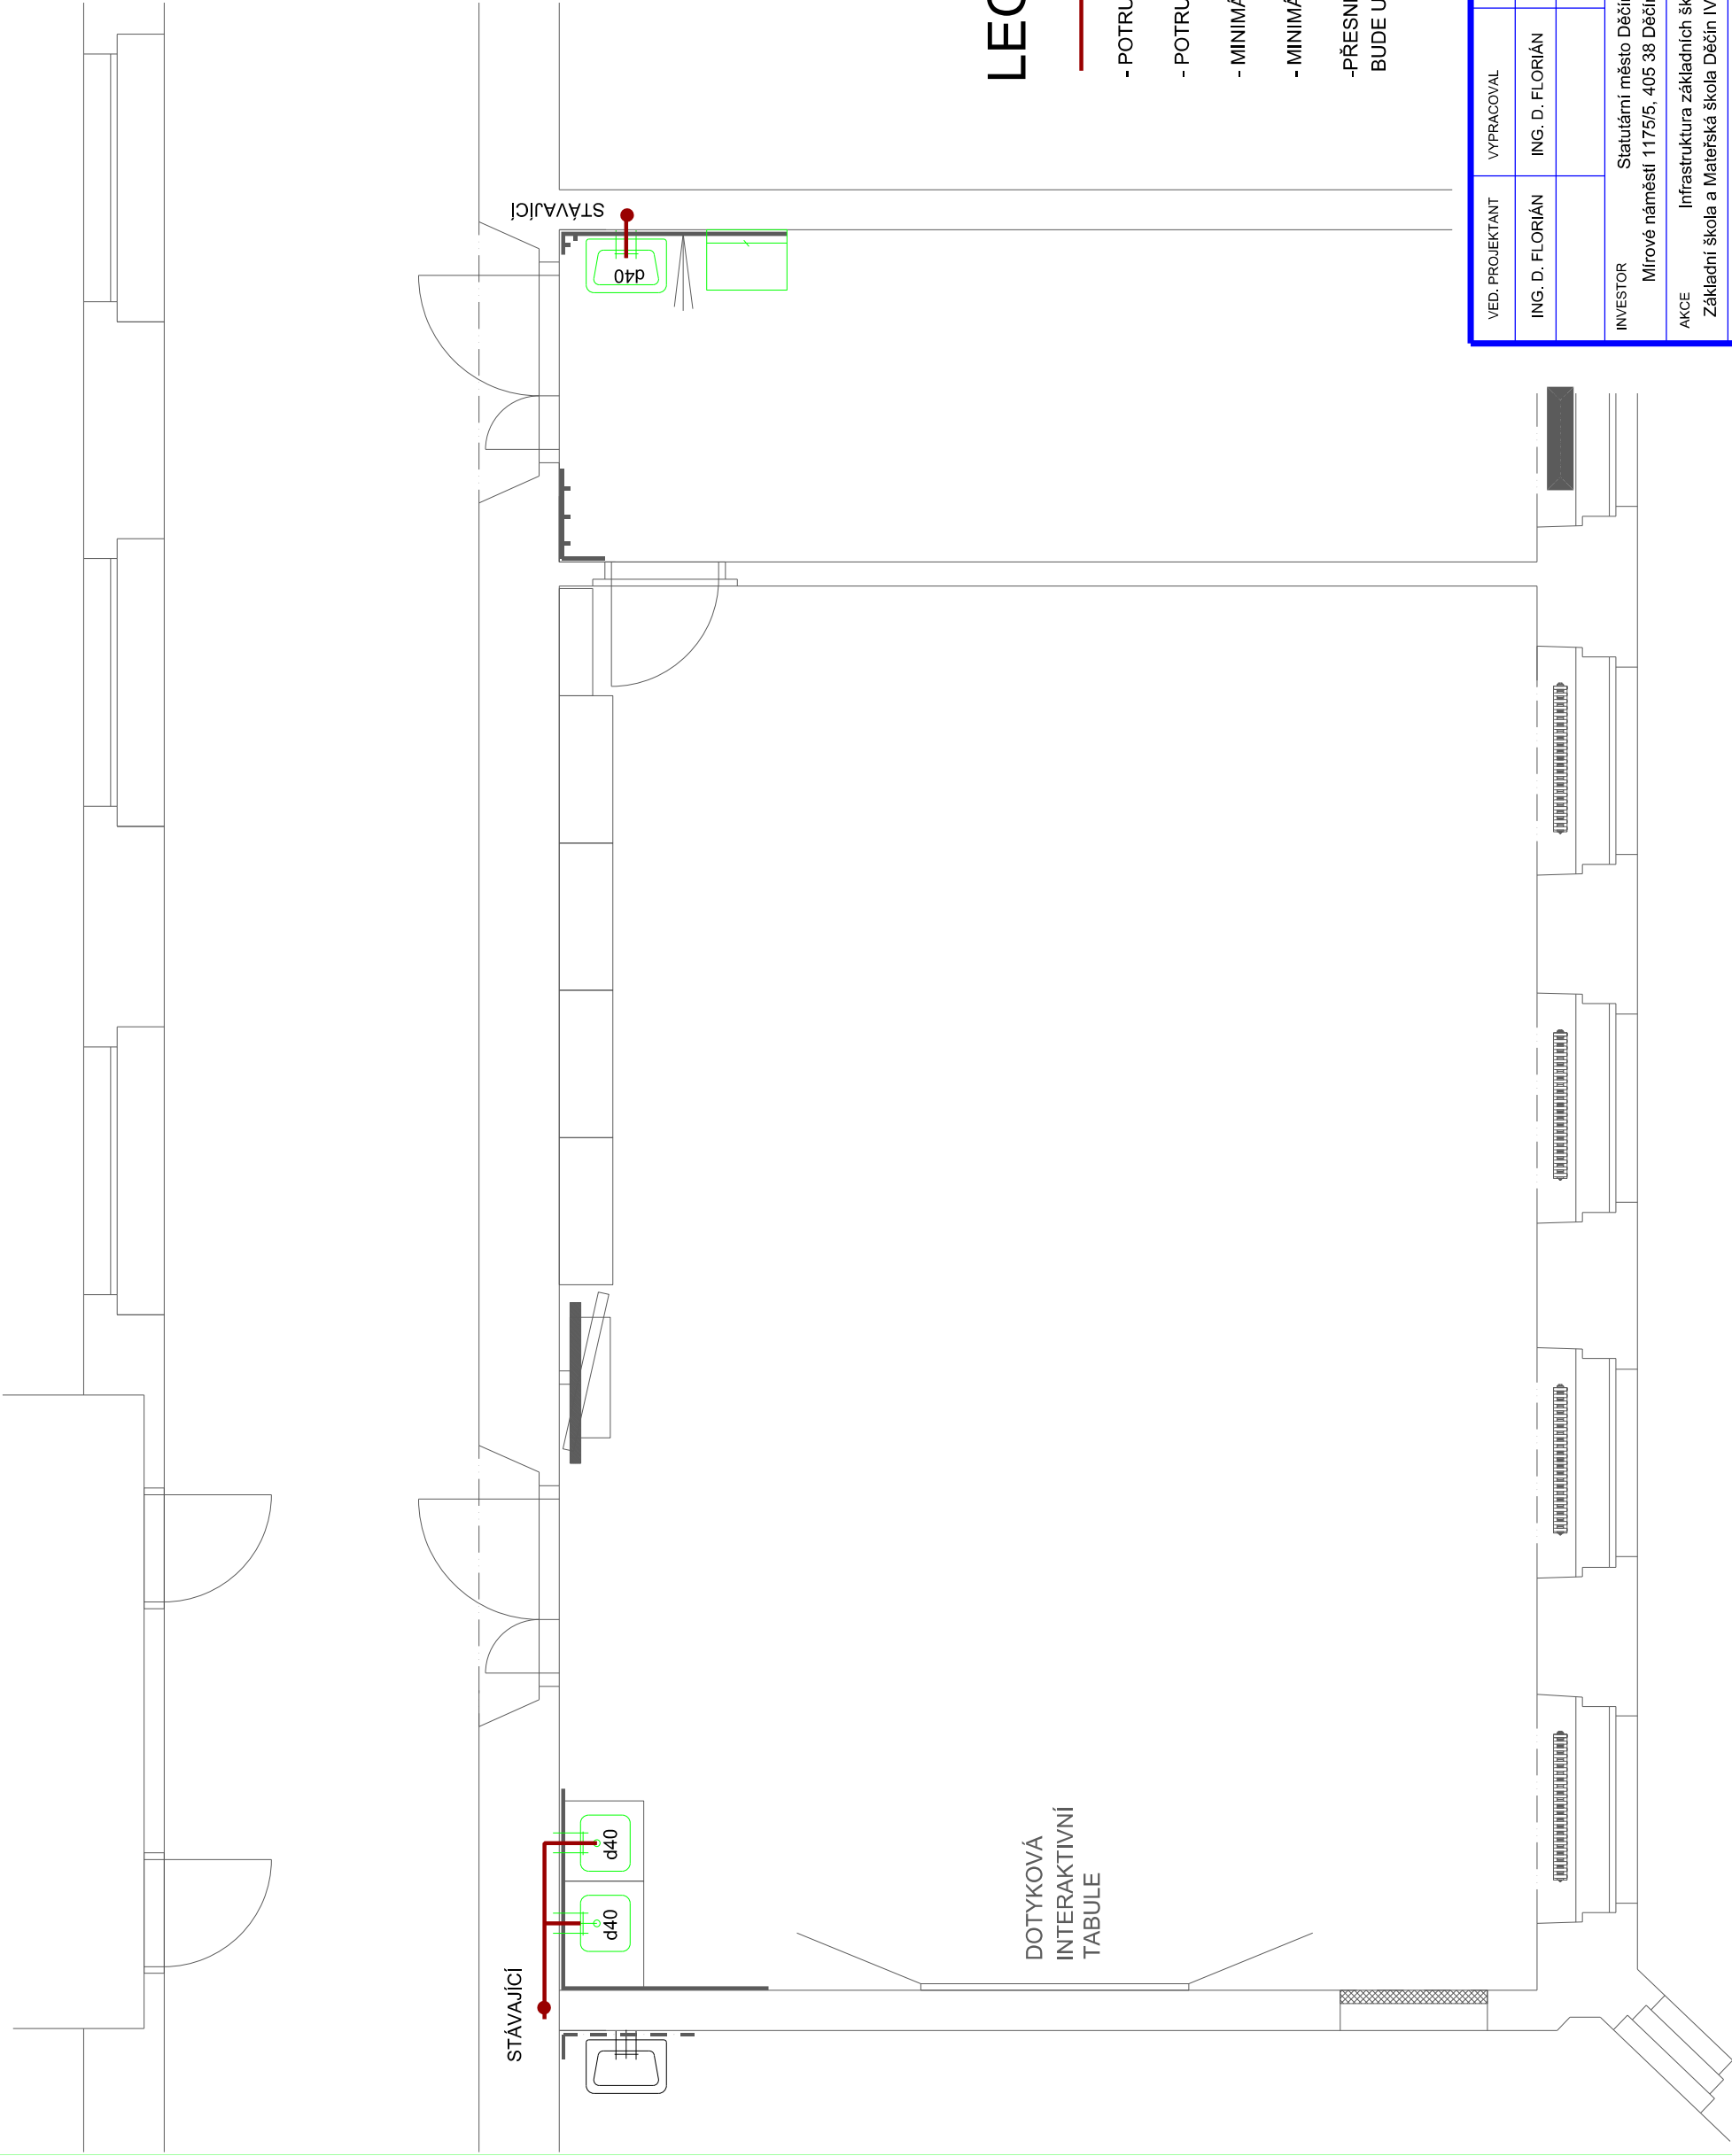 STÁVAJÍCÍ
d40
d40
d40
STÁVAJÍCÍ
DOTYKOVÁ
INTERAKTIVNÍ
TABULE
- POTRU
- POTRU
- MINIMÁ
- MINIMÁ
-PŘESN
BUDE U
VED. PROJEKTANT VYPRACOVAL
ING. D. FLORIÁN ING. D. FLORIÁN
INVESTOR Statutární město Děčín
Mírové náměstí 1175/5, 405 38 Děčín
AKCE Infrastruktura základních šk
Základní škola a Mateřská škola Děčín IV